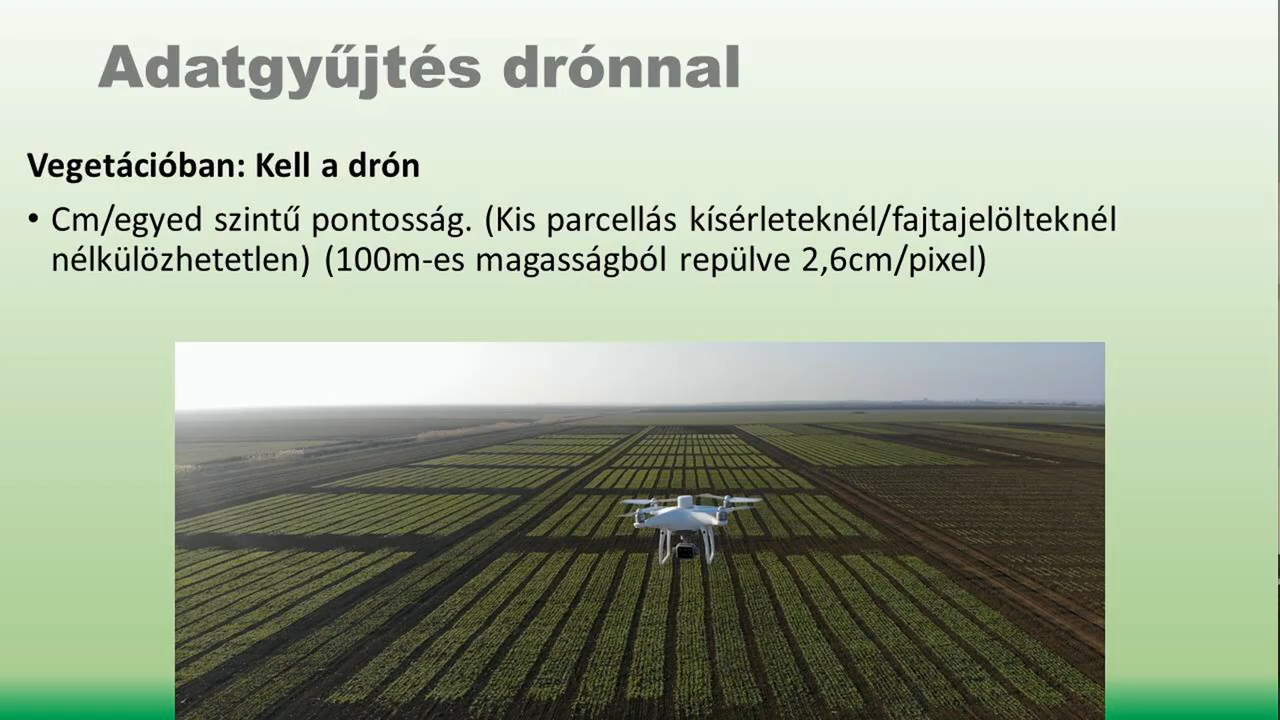 Adatgyűjtés drónnal
Vegetációban: Kell a drón
• Cm/egyed szintű pontosság. (Kis parcellás kísérleteknél/fajtajelölteknél
nélkülözhetetlen) (100m-es magasságból repülve 2,6cm/pixel)